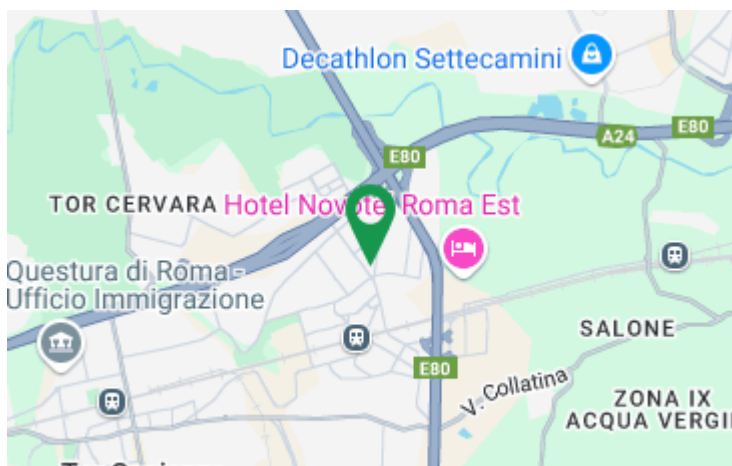 Decathlon Settecamini
E80
A24
E80
TOR CERVARA
Hotel Novotel Roma Est
Questura di Roma -
Ufficio Immigrazione
SALONE
E80
V. Collatina
ZONA IX
ACQUA VERGI